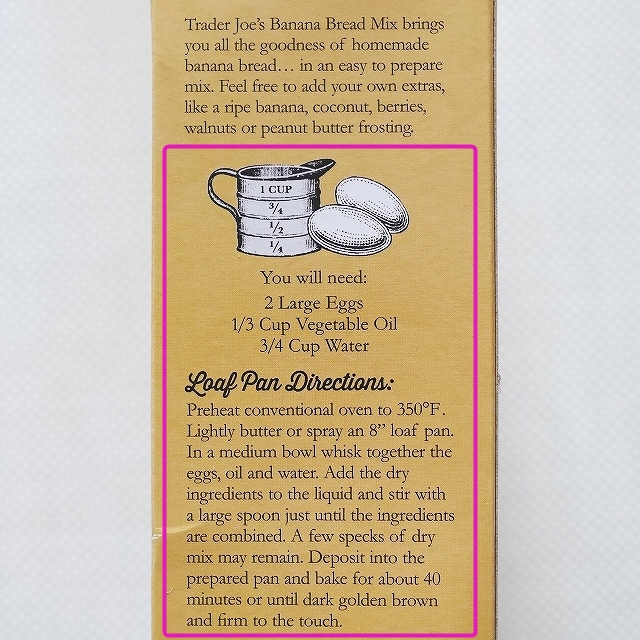 Trader Joe's Banana Bread Mix brings
you all the goodness of homemade
banana bread... in an easy to prepare
mix. Feel free to add your own extras,
like a ripe banana, coconut, berries,
walnuts or peanut butter frosting.
1 CUP
3/4
1/2
1/4
You will need:
2 Large Eggs
1/3 Cup Vegetable Oil
3/4 Cup Water
Loaf Pan Directions:
Preheat conventional oven to 350°F.
Lightly butter or spray an 8” loaf pan.
In a medium bowl whisk together the
eggs, oil and water. Add the dry
ingredients to the liquid and stir with
a large spoon just until the ingredients
are combined. A few specks of dry
mix may remain. Deposit into the
prepared pan and bake for about 40
minutes or until dark golden brown
and firm to the touch.